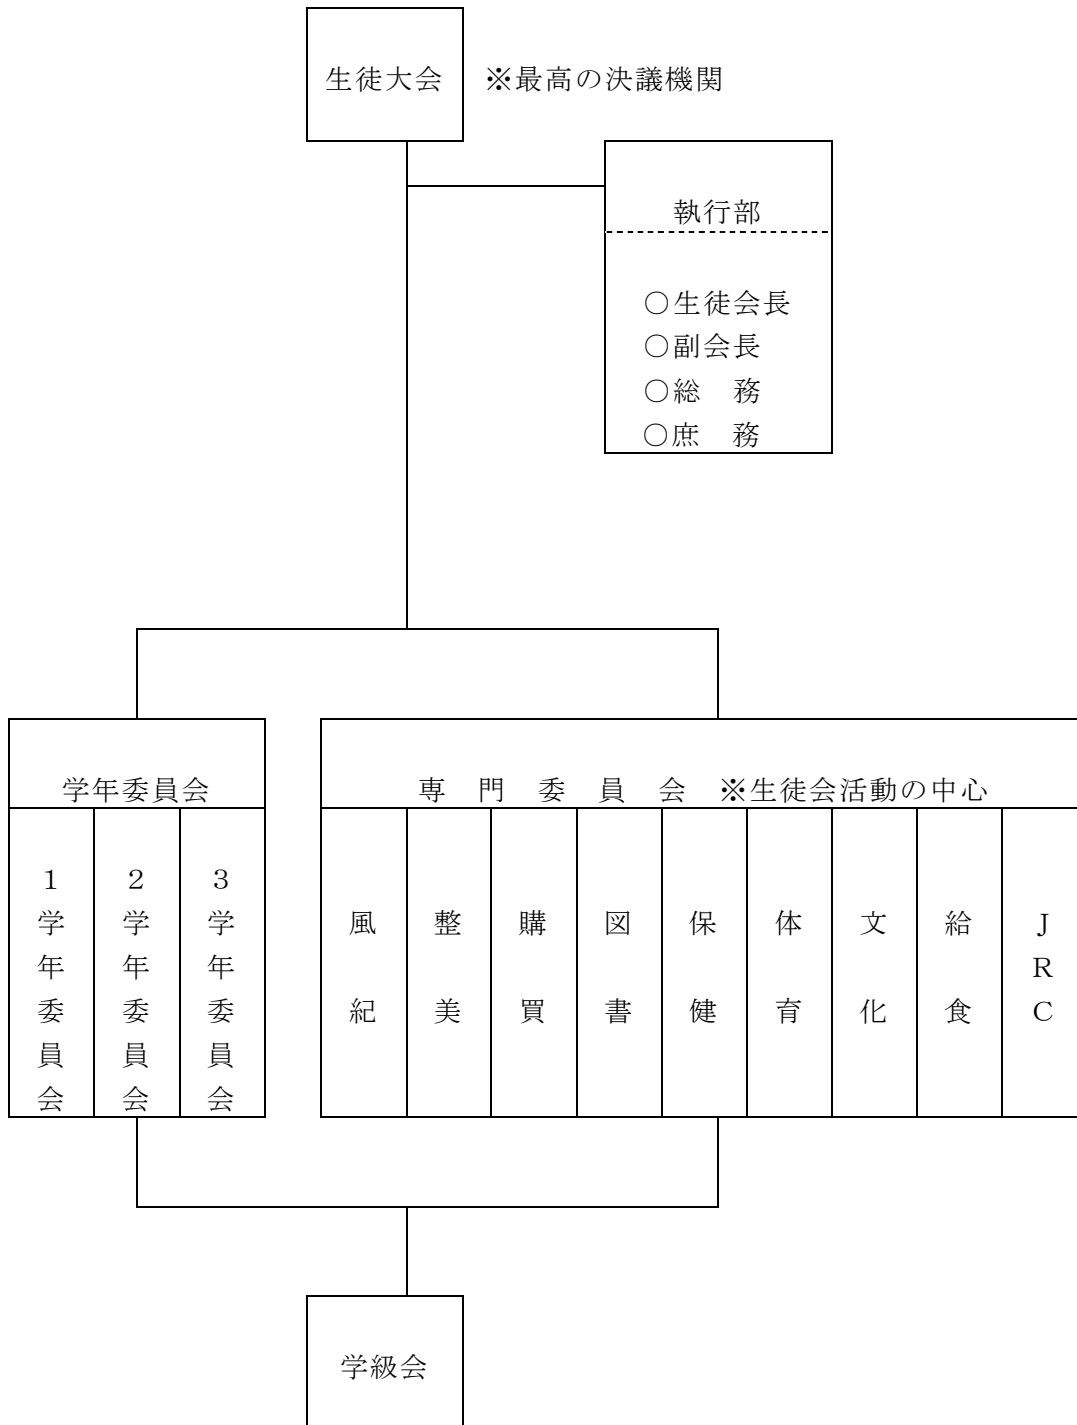 生徒大会 ※最高の決議機関
執行部
○生徒会長
○副会長
○総　務
○庶　務
学年委員会
1学年委員会
2学年委員会
3学年委員会
専　門　委　員　会　※生徒会活動の中心
風紀
整美
購買
図書
保健
体育
文化
給食
JRC
学級会